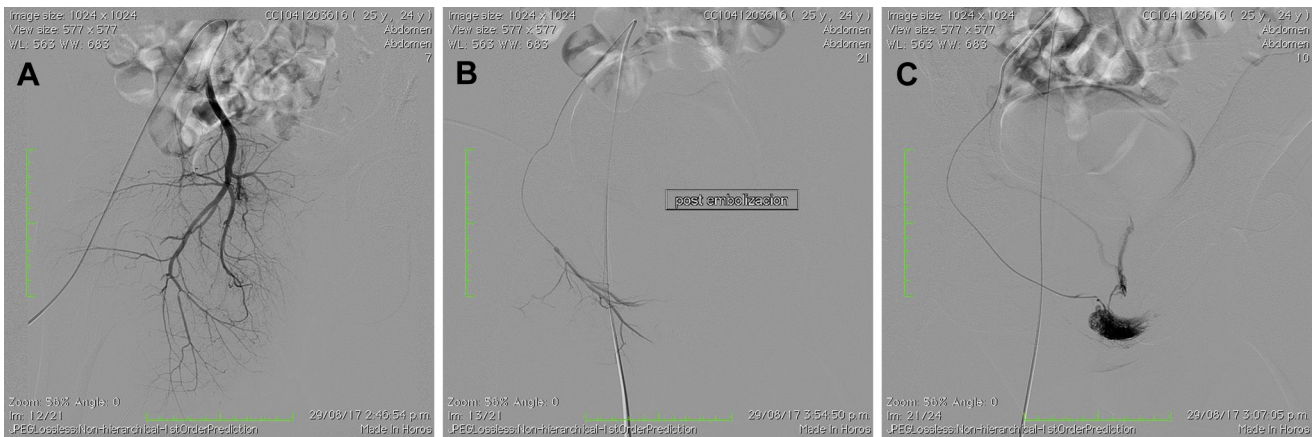 Image size: 1024 x 1024
View size: 577 x 577
WL: 563 WW: 683
CC1041203616 ( 25 y , 24 y )
Abdomen
Abdomen
7
A
Zoom: 56% Angle: 0
Im: 12/21
JPEGLossless:Non-hierarchical-1stOrderPrediction
29/08/17 2:46:54 p.m.
Made In Horos
Image size: 1024 x 1024
View size: 577 x 577
WL: 563 WW: 683
CC1041203616 ( 25 y , 24 y )
Abdomen
Abdomen
21
B
post embolizacion
Zoom: 56% Angle: 0
Im: 13/21
JPEGLossless:Non-hierarchical-1stOrderPrediction
29/08/17 3:54:50 p.m.
Made In Horos
Image size: 1024 x 1024
View size: 577 x 577
WL: 563 WW: 683
CC1041203616 ( 25 y , 24 y )
Abdomen
Abdomen
10
C
Zoom: 56% Angle: 0
Im: 21/24
JPEGLossless:Non-hierarchical-1stOrderPrediction
29/08/17 3:07:05 p.m.
Made In Horos